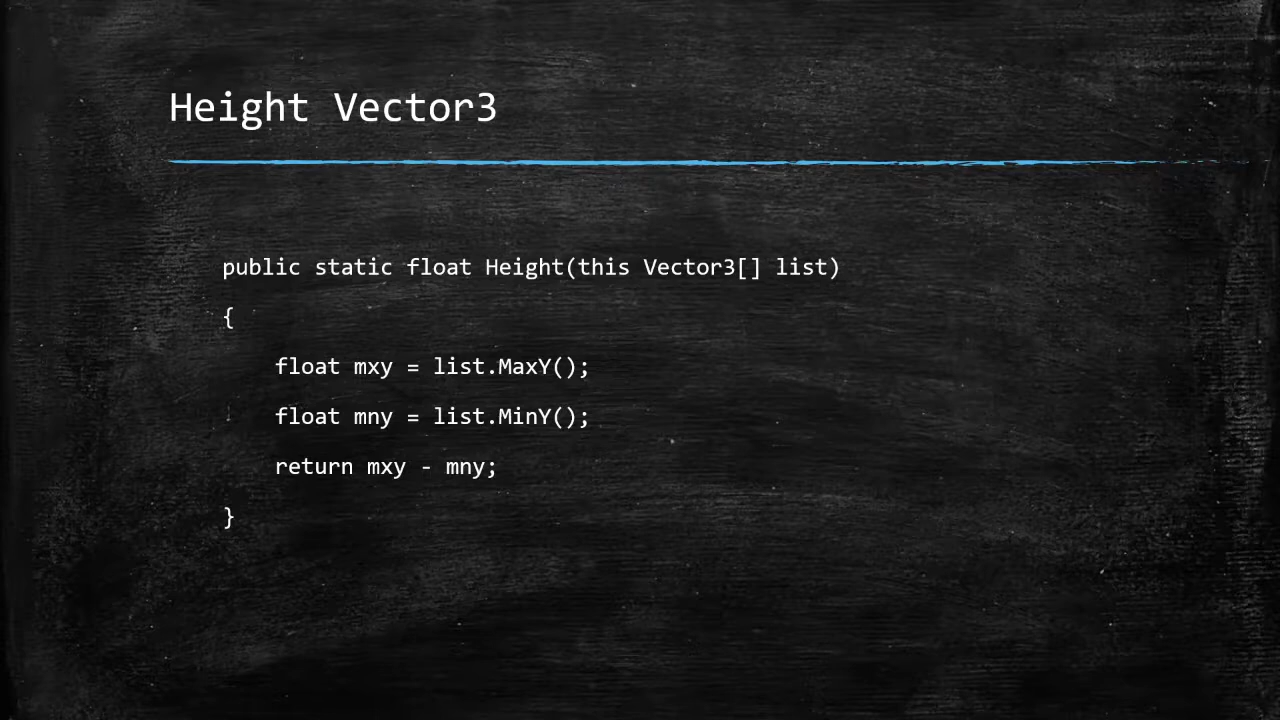 Height Vector3
public static float Height(this Vector3[] list)
{
    float mxy = list.MaxY();
    float mny = list.MinY();
    return mxy - mny;
}